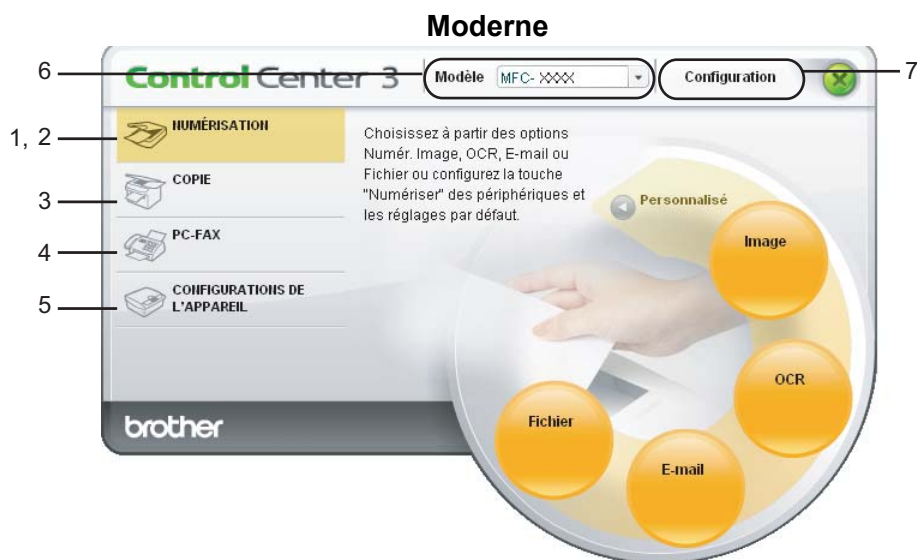 Moderne
6
Control Center 3
Modèle
MFC- XXXX
Configuration
7
1, 2
NUMÉRISATION
3
COPIE
4
PC-FAX
5
CONFIGURATIONS DE
L'APPAREIL
Choisissez à partir des options
Numér. Image, OCR, E-mail ou
Fichier ou configurez la touche
"Numériser" des périphériques et
les réglages par défaut.
Personnalisé
Image
OCR
E-mail
Fichier
brother